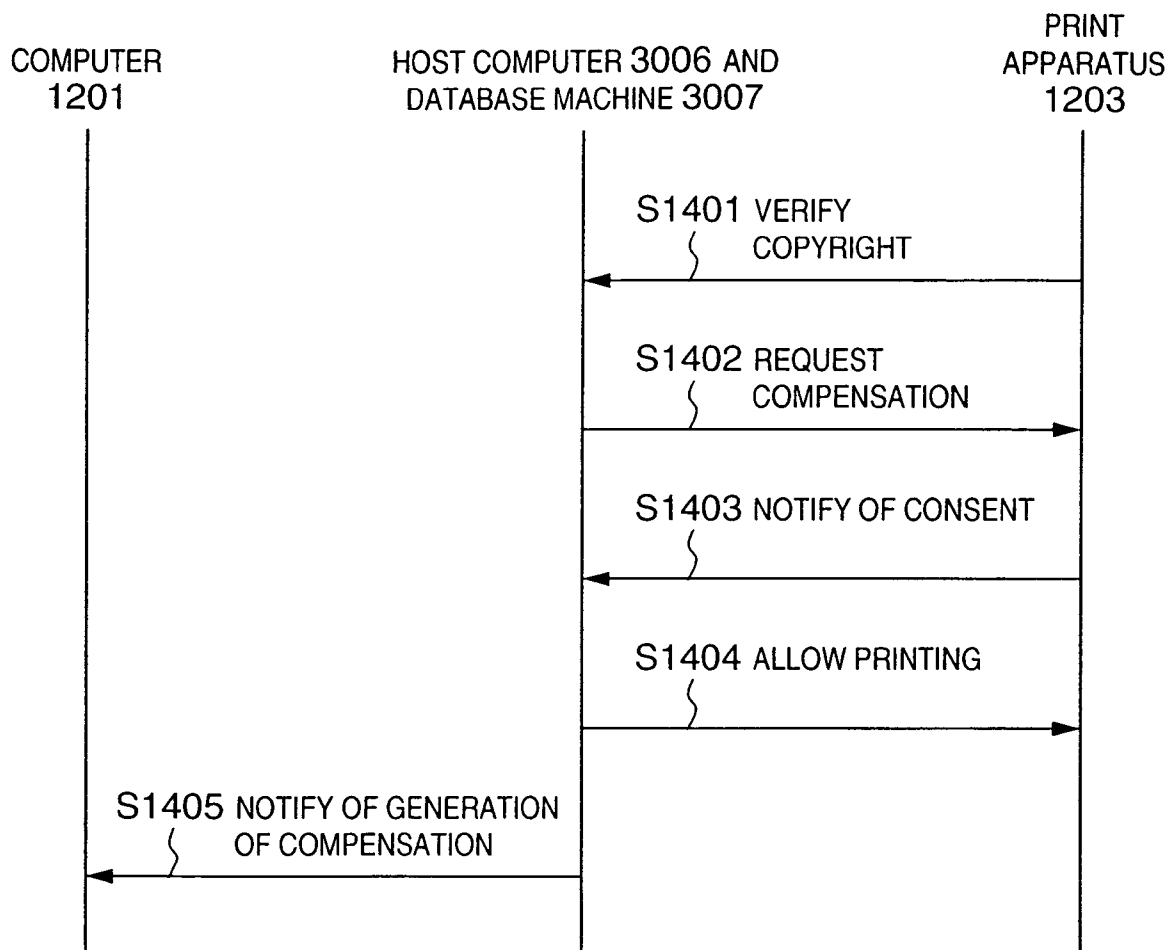 COMPUTER
1201
HOST COMPUTER 3006 AND
DATABASE MACHINE 3007
PRINT
APPARATUS
1203
S1401 VERIFY
COPYRIGHT
S1402 REQUEST
COMPENSATION
S1403 NOTIFY OF CONSENT
S1404 ALLOW PRINTING
S1405 NOTIFY OF GENERATION
OF COMPENSATION